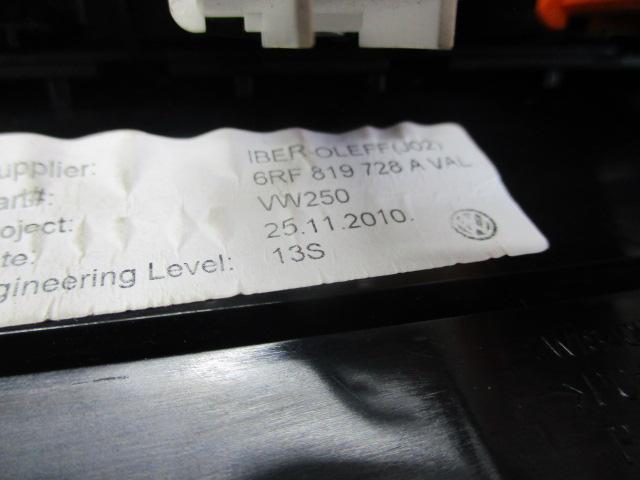 upplier: IBER-OLEFF(J02)
art#: 6RF 819 728 A VAL
oject: VW250
te: 25.11.2010.
gineering Level: 13S